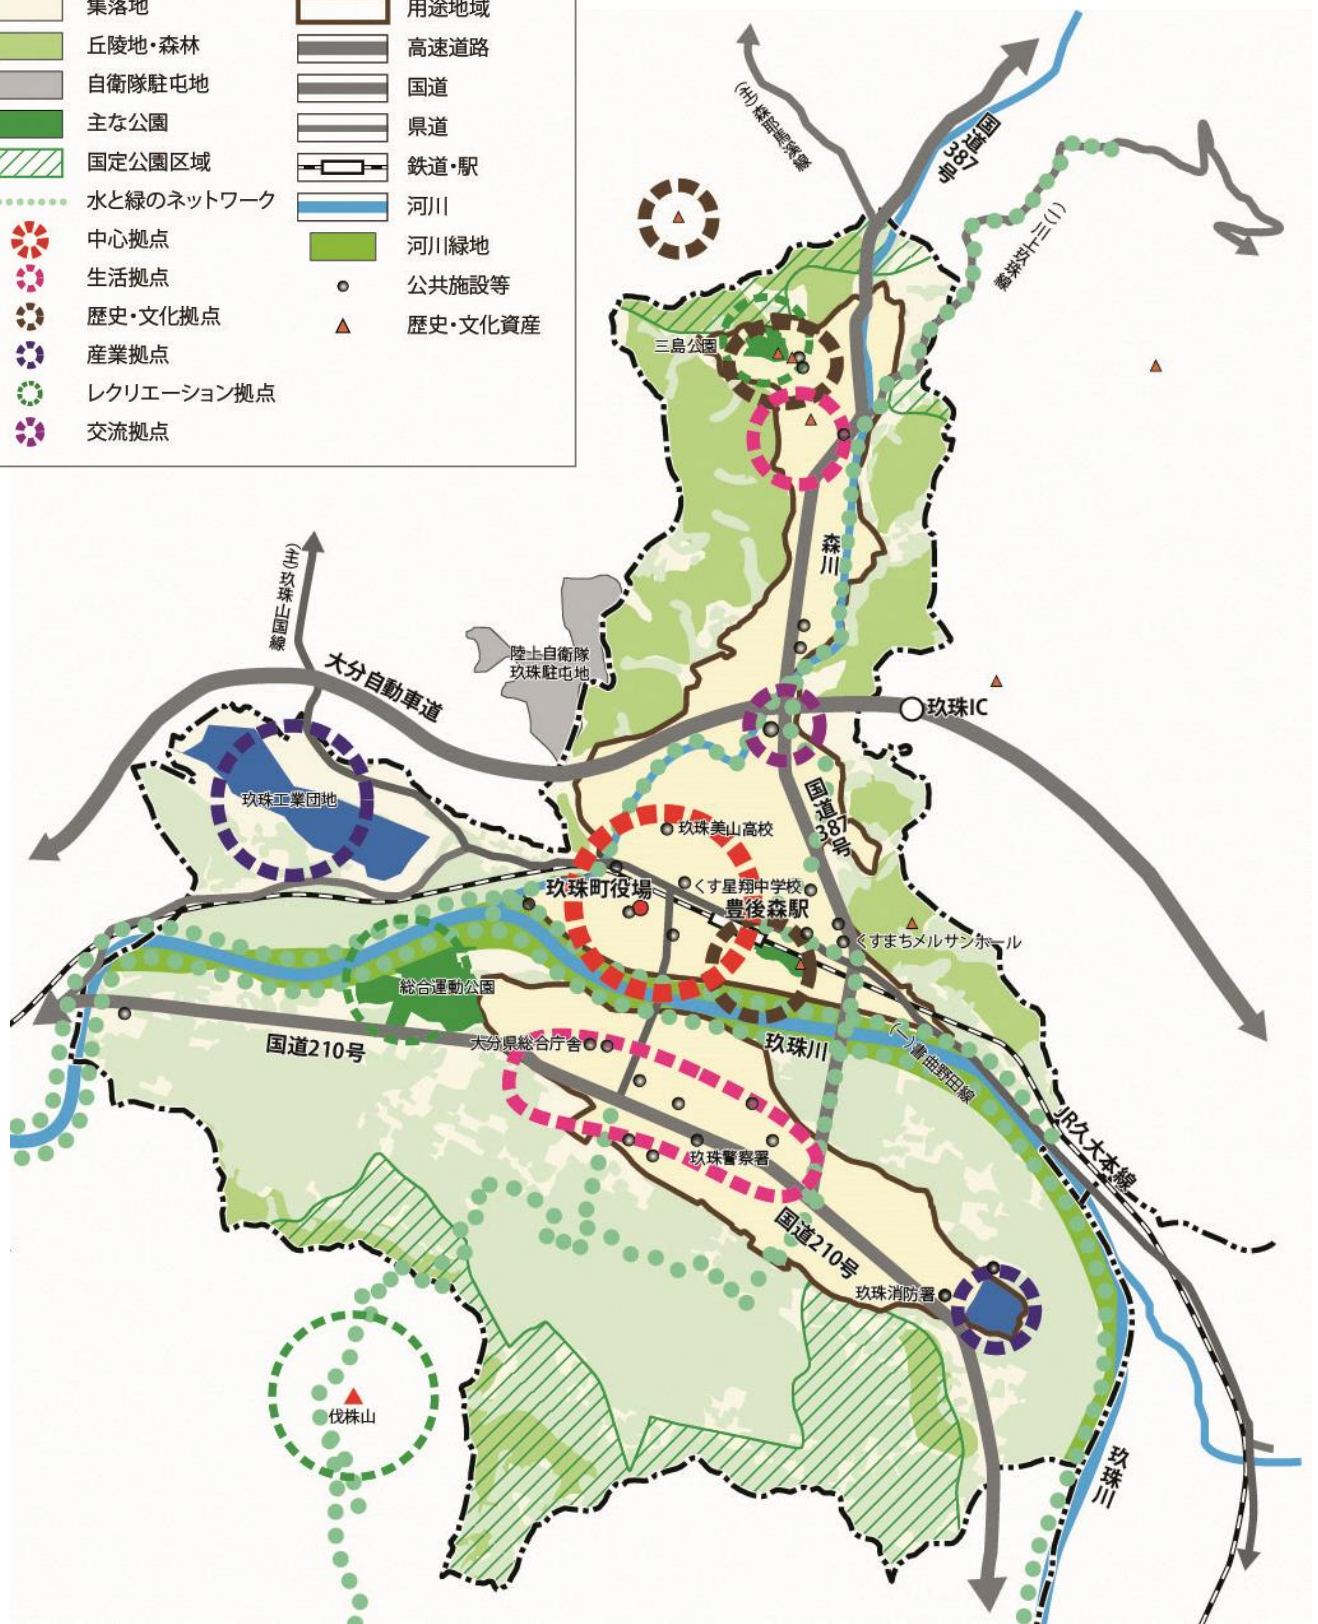 集落地
丘陵地・森林
自衛隊駐屯地
主な公園
国定公園区域
水と緑のネットワーク
中心拠点
生活拠点
歴史・文化拠点
産業拠点
レクリエーション拠点
交流拠点
用途地域
高速道路
国道
県道
鉄道・駅
河川
河川緑地
公共施設等
歴史・文化資産
(主)森耶馬溪線
国道387号
(一)川上玖珠線
三島公園
森川
(主)玖珠山国線
陸上自衛隊
玖珠駐屯地
大分自動車道
玖珠IC
玖珠工業団地
国道387号
玖珠美山高校
くす星翔中学校
玖珠町役場
豊後森駅
くすまちメルサンホール
総合運動公園
大分県総合庁舎
国道210号
玖珠川
(一)書曲野田線
JR久大本線
玖珠警察署
国道210号
玖珠消防署
伐株山
玖珠川